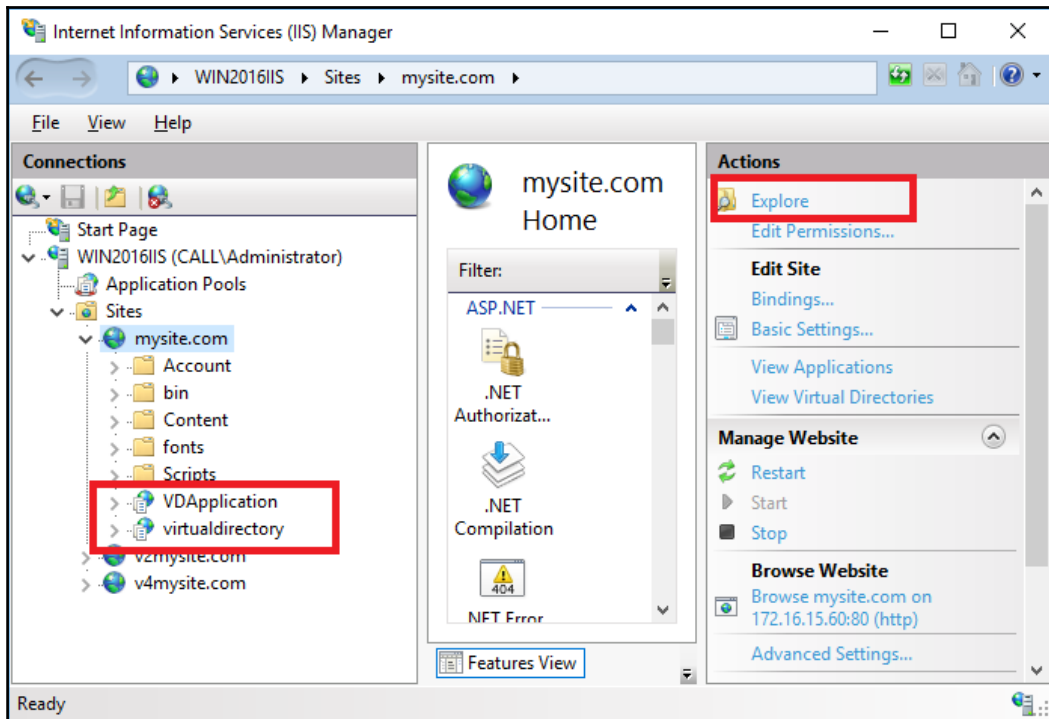 Internet Information Services (IIS) Manager
WIN2016IIS Sites mysite.com
File View Help
Connections
Start Page
WIN2016IIS (CALL\Administrator)
Application Pools
Sites
mysite.com
Account
bin
Content
fonts
Scripts
VDApplication
virtualdirectory
v2mysite.com
v4mysite.com
mysite.com
Home
Filter:
ASP.NET
.NET
Authorizat...
.NET
Compilation
404
.NET Error
Features View
Actions
Explore
Edit Permissions...
Edit Site
Bindings...
Basic Settings...
View Applications
View Virtual Directories
Manage Website
Restart
Start
Stop
Browse Website
Browse mysite.com on
172.16.15.60:80 (http)
Advanced Settings...
Ready